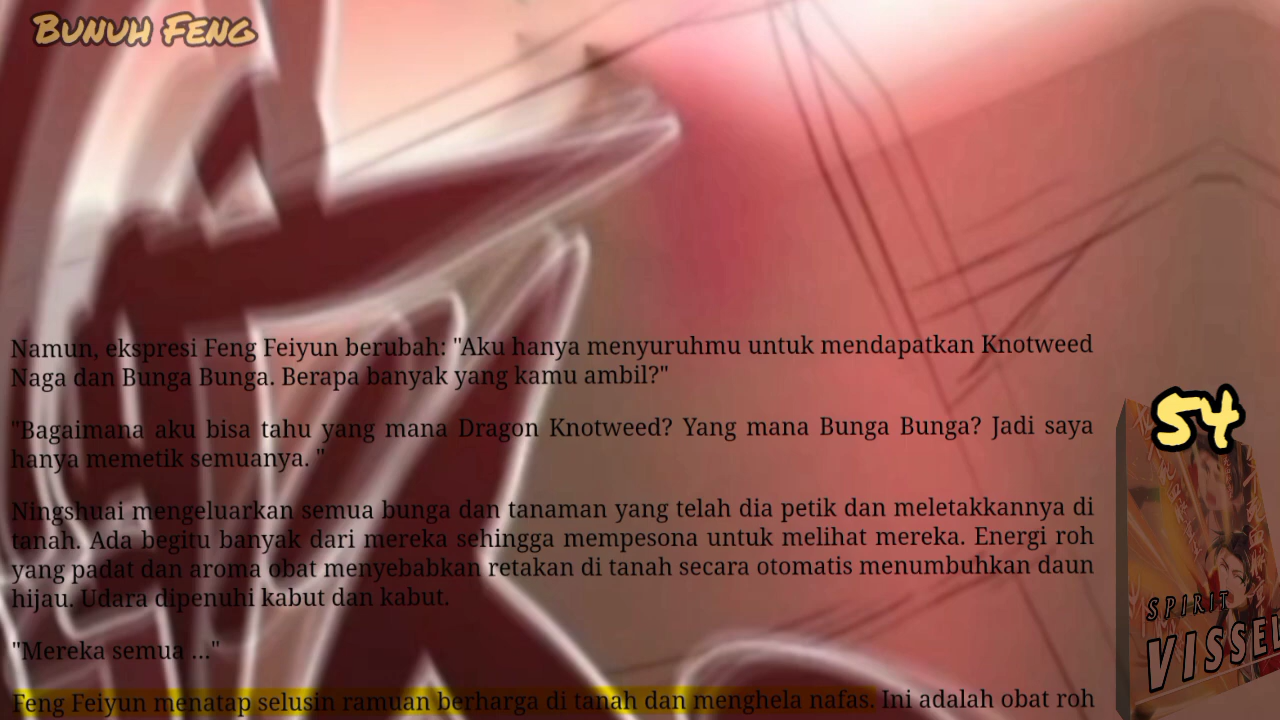 Bunuh Feng
Namun, ekspresi Feng Feiyun berubah: "Aku hanya menyuruhmu untuk mendapatkan Knotweed
Naga dan Bunga Bunga. Berapa banyak yang kamu ambil?"
"Bagaimana aku bisa tahu yang mana Dragon Knotweed? Yang mana Bunga Bunga? Jadi saya
hanya memetik semuanya. "
Ningshuai mengeluarkan semua bunga dan tanaman yang telah dia petik dan meletakkannya di
tanah. Ada begitu banyak dari mereka sehingga mempesona untuk melihat mereka. Energi roh
yang padat dan aroma obat menyebabkan retakan di tanah secara otomatis menumbuhkan daun
hijau. Udara dipenuhi kabut dan kabut.
"Mereka semua ..."
Feng Feiyun menatap selusin ramuan berharga di tanah dan menghela nafas. Ini adalah obat roh
54
SPIRIT
VISSEL